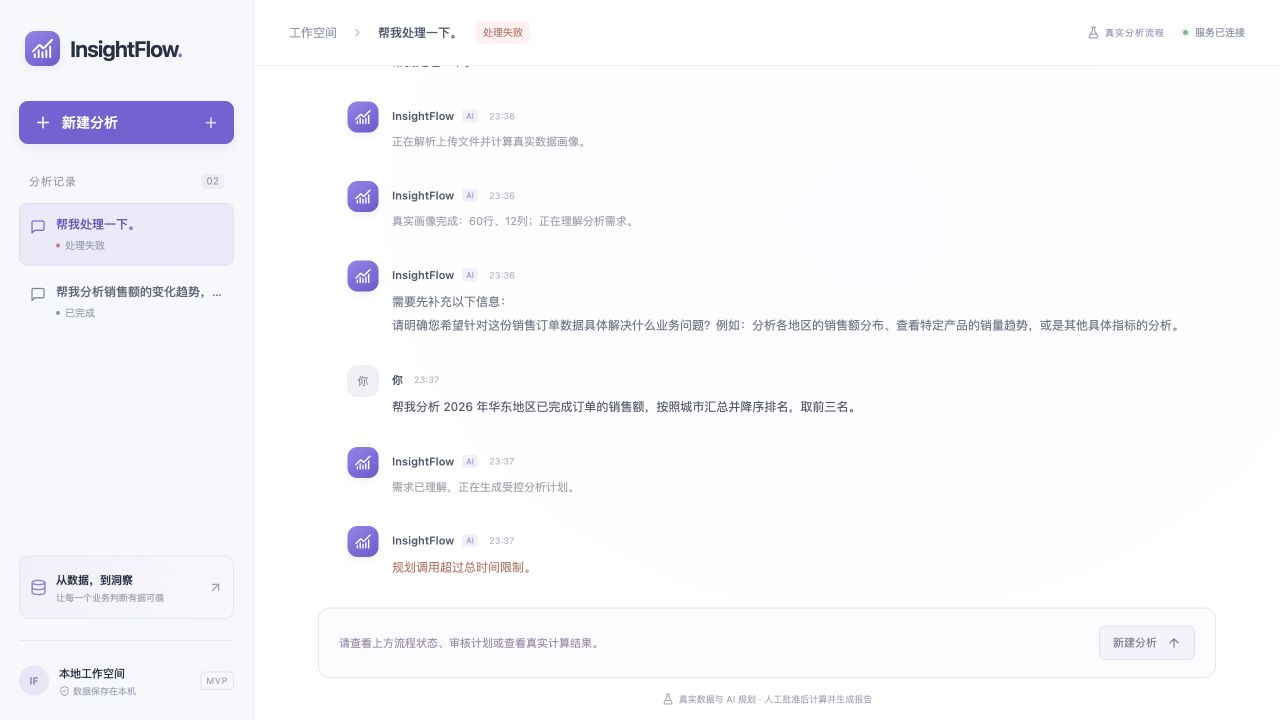 InsightFlow.
新建分析
分析记录
02
帮我处理一下。
处理失败
帮我分析销售额的变化趋势，...
已完成
从数据，到洞察
让每一个业务判断有据可循
IF
本地工作空间
数据保存在本机
MVP
工作空间
帮我处理一下。
处理失败
真实分析流程
服务已连接
InsightFlow AI 23:36
正在解析上传文件并计算真实数据画像。
InsightFlow AI 23:36
真实画像完成：60行、12列；正在理解分析需求。
InsightFlow AI 23:36
需要先补充以下信息：
请明确您希望针对这份销售订单数据具体解决什么业务问题？例如：分析各地区的销售额分布、查看特定产品的销量趋势，或是其他具体指标的分析。
你 你 23:37
帮我分析 2026 年华东地区已完成订单的销售额，按照城市汇总并降序排名，取前三名。
InsightFlow AI 23:37
需求已理解，正在生成受控分析计划。
InsightFlow AI 23:37
规划调用超过总时间限制。
请查看上方流程状态、审核计划或查看真实计算结果。
新建分析
真实数据与 AI 规划 · 人工批准后计算并生成报告